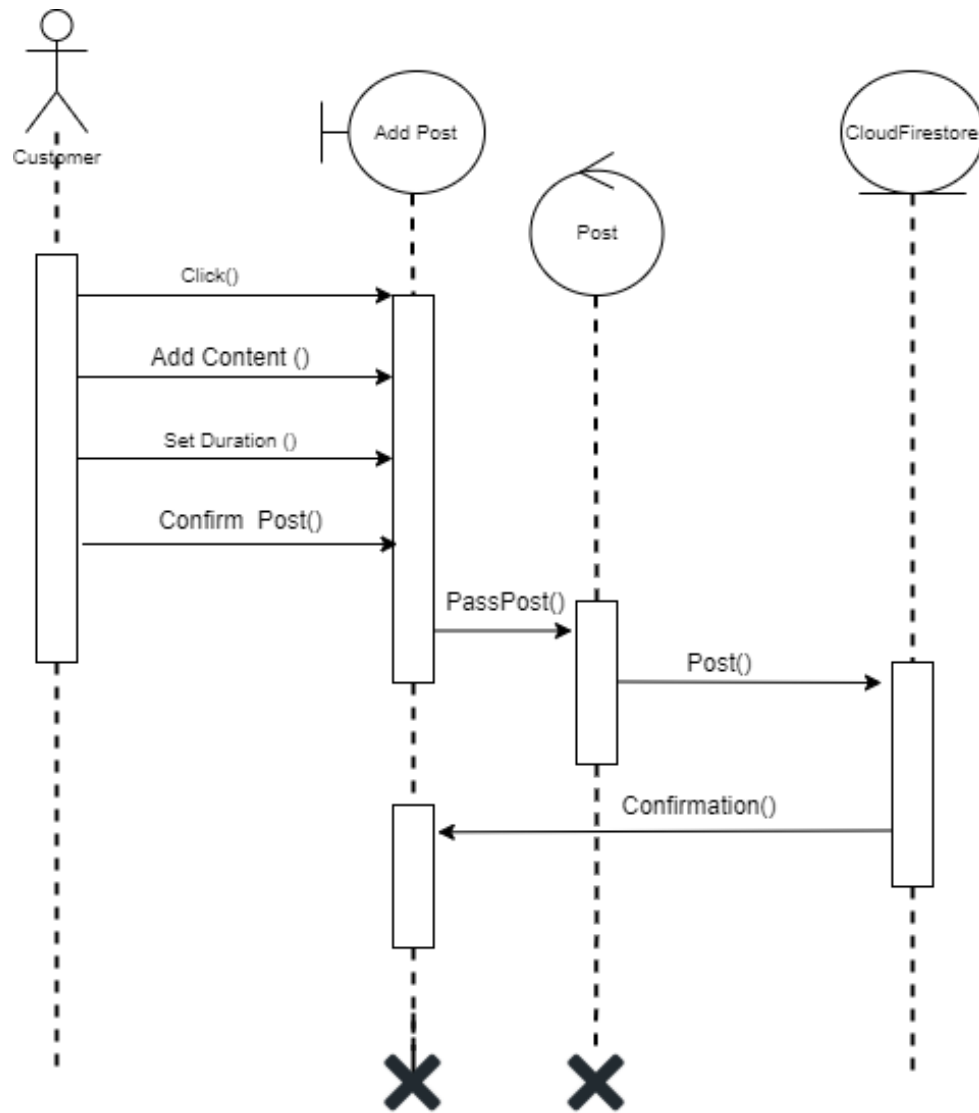 Customer
Add Post
CloudFirestore
Post
Click()
Add Content ()
Set Duration ()
Confirm  Post()
PassPost()
Post()
Confirmation()